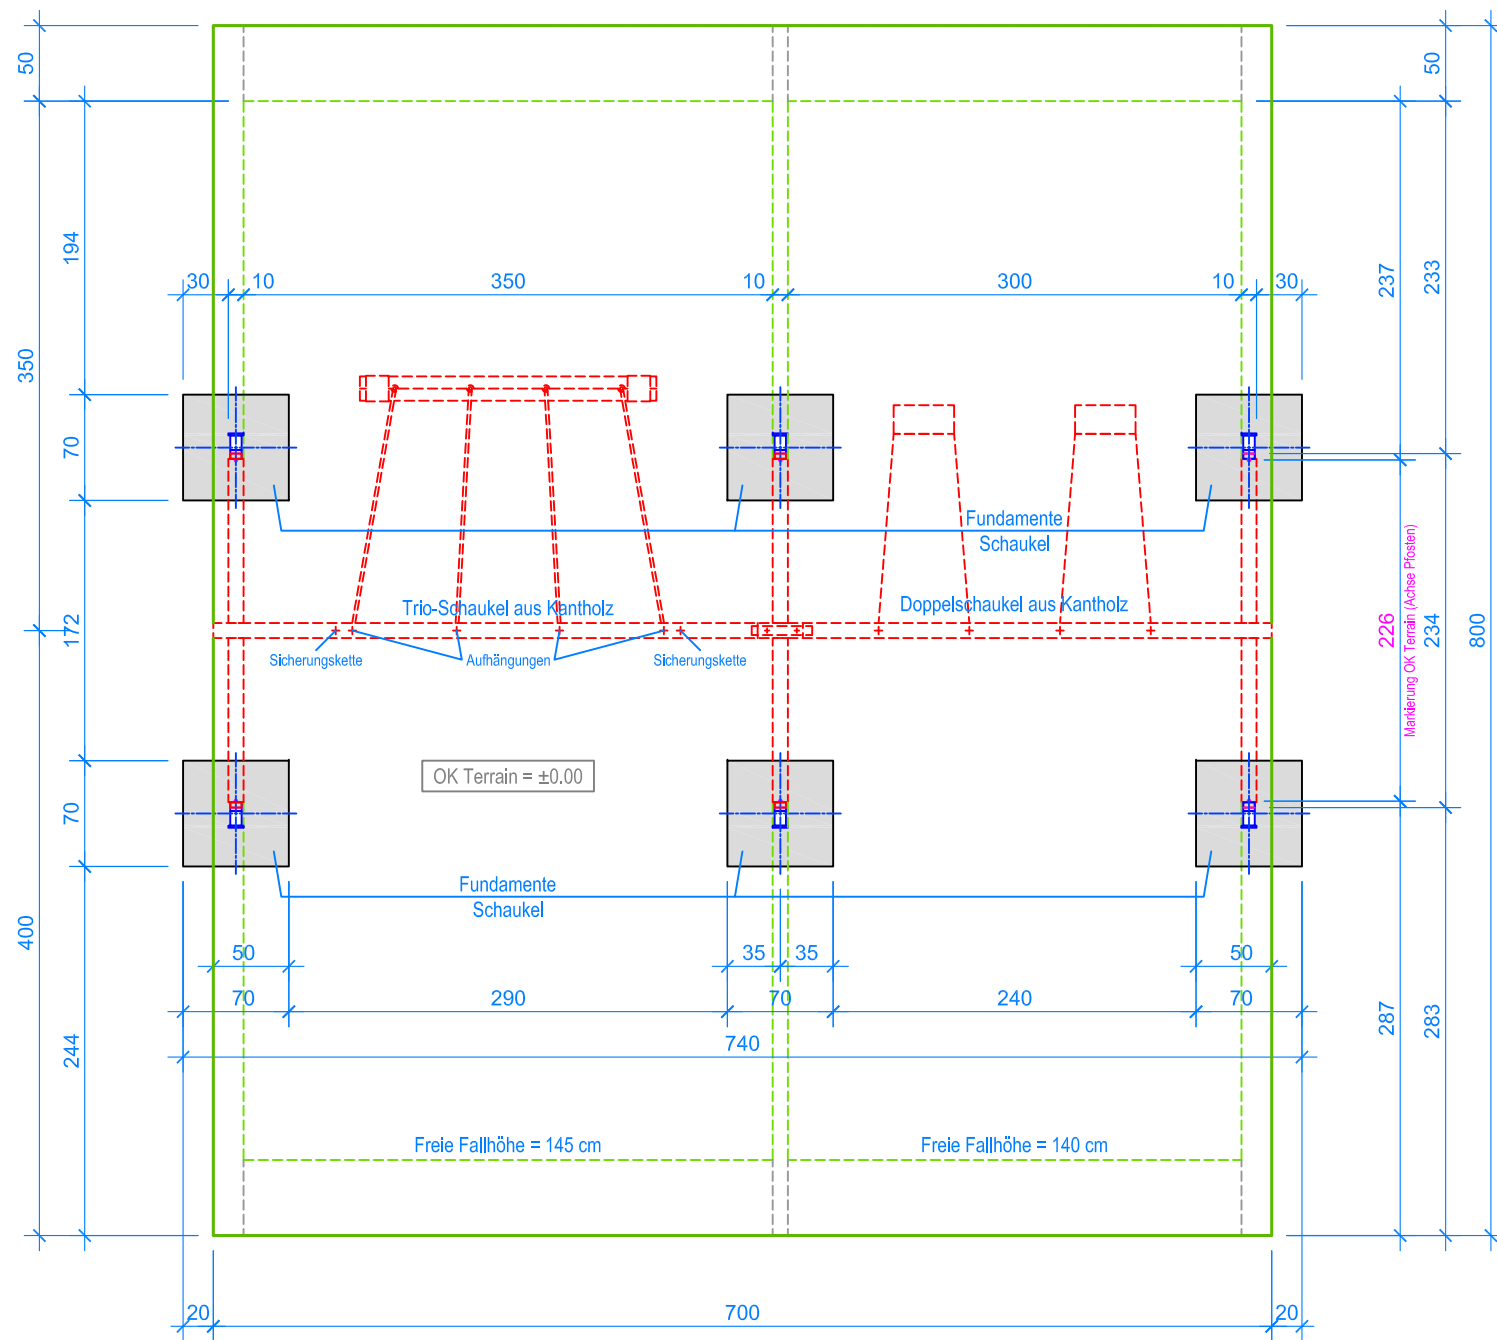 50
50
194
237
233
30
10
350
10
300
10
30
350
70
Fundamente
Schaukel
Trio-Schaukel aus Kantholz
Doppelschaukel aus Kantholz
172
226
Markierung OK Terrain (Achse Pfosten)
234
800
Sicherungskette
Aufhängungen
Sicherungskette
OK Terrain = ±0.00
70
Fundamente
Schaukel
400
50
35
35
50
70
290
70
240
70
287
283
244
740
Freie Fallhöhe = 145 cm
Freie Fallhöhe = 140 cm
20
700
20